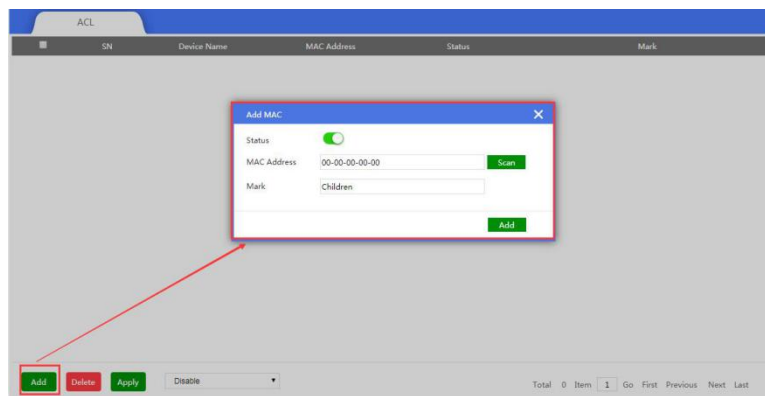 ACL
SN Device Name MAC Address Status Mark
Add MAC
Status
MAC Address 00-00-00-00-00 Scan
Mark Children
Add
Add Delete Apply Disable Total 0 Item 1 Go First Previous Next Last